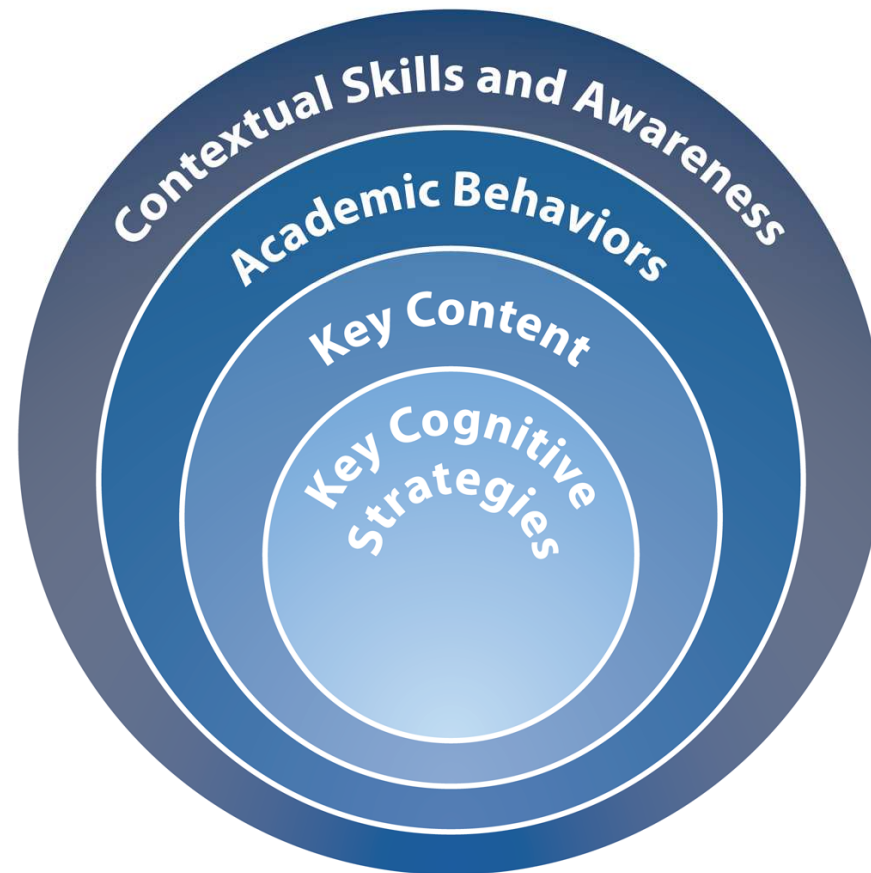 Contextual Skills and Awareness
Academic Behaviors
Key Content
Key Cognitive
Strategies